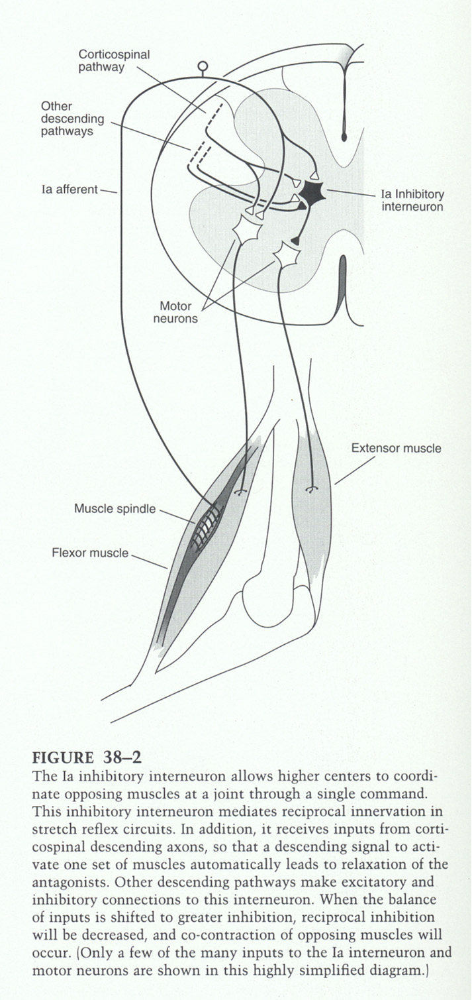 Corticospinal
pathway
Other
descending
pathways
Ia afferent
Ia Inhibitory
interneuron
Motor
neurons
Extensor muscle
Muscle spindle
Flexor muscle
FIGURE 38–2
The Ia inhibitory interneuron allows higher centers to coordi-
nate opposing muscles at a joint through a single command.
This inhibitory interneuron mediates reciprocal innervation in
stretch reflex circuits. In addition, it receives inputs from corti-
cospinal descending axons, so that a descending signal to acti-
vate one set of muscles automatically leads to relaxation of the
antagonists. Other descending pathways make excitatory and
inhibitory connections to this interneuron. When the balance
of inputs is shifted to greater inhibition, reciprocal inhibition
will be decreased, and co-contraction of opposing muscles will
occur. (Only a few of the many inputs to the Ia interneuron and
motor neurons are shown in this highly simplified diagram.)